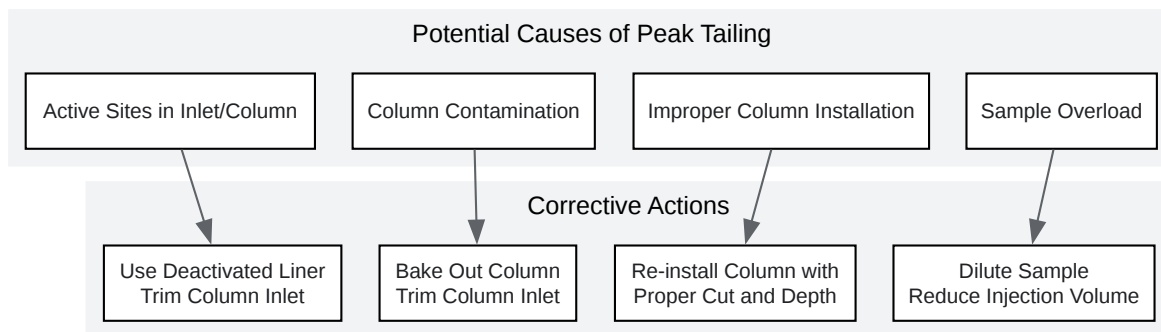 Potential Causes of Peak Tailing
Active Sites in Inlet/Column
Column Contamination
Improper Column Installation
Sample Overload
Corrective Actions
Use Deactivated Liner
Trim Column Inlet
Bake Out Column
Trim Column Inlet
Re-install Column with
Proper Cut and Depth
Dilute Sample
Reduce Injection Volume